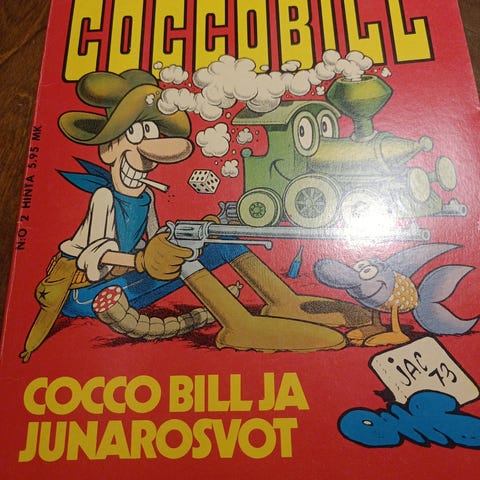 COCCOBILL
N:O 2 HINTA 5.95 MK
JAC
73
COCCO BILL JA
JUNAROSVOT